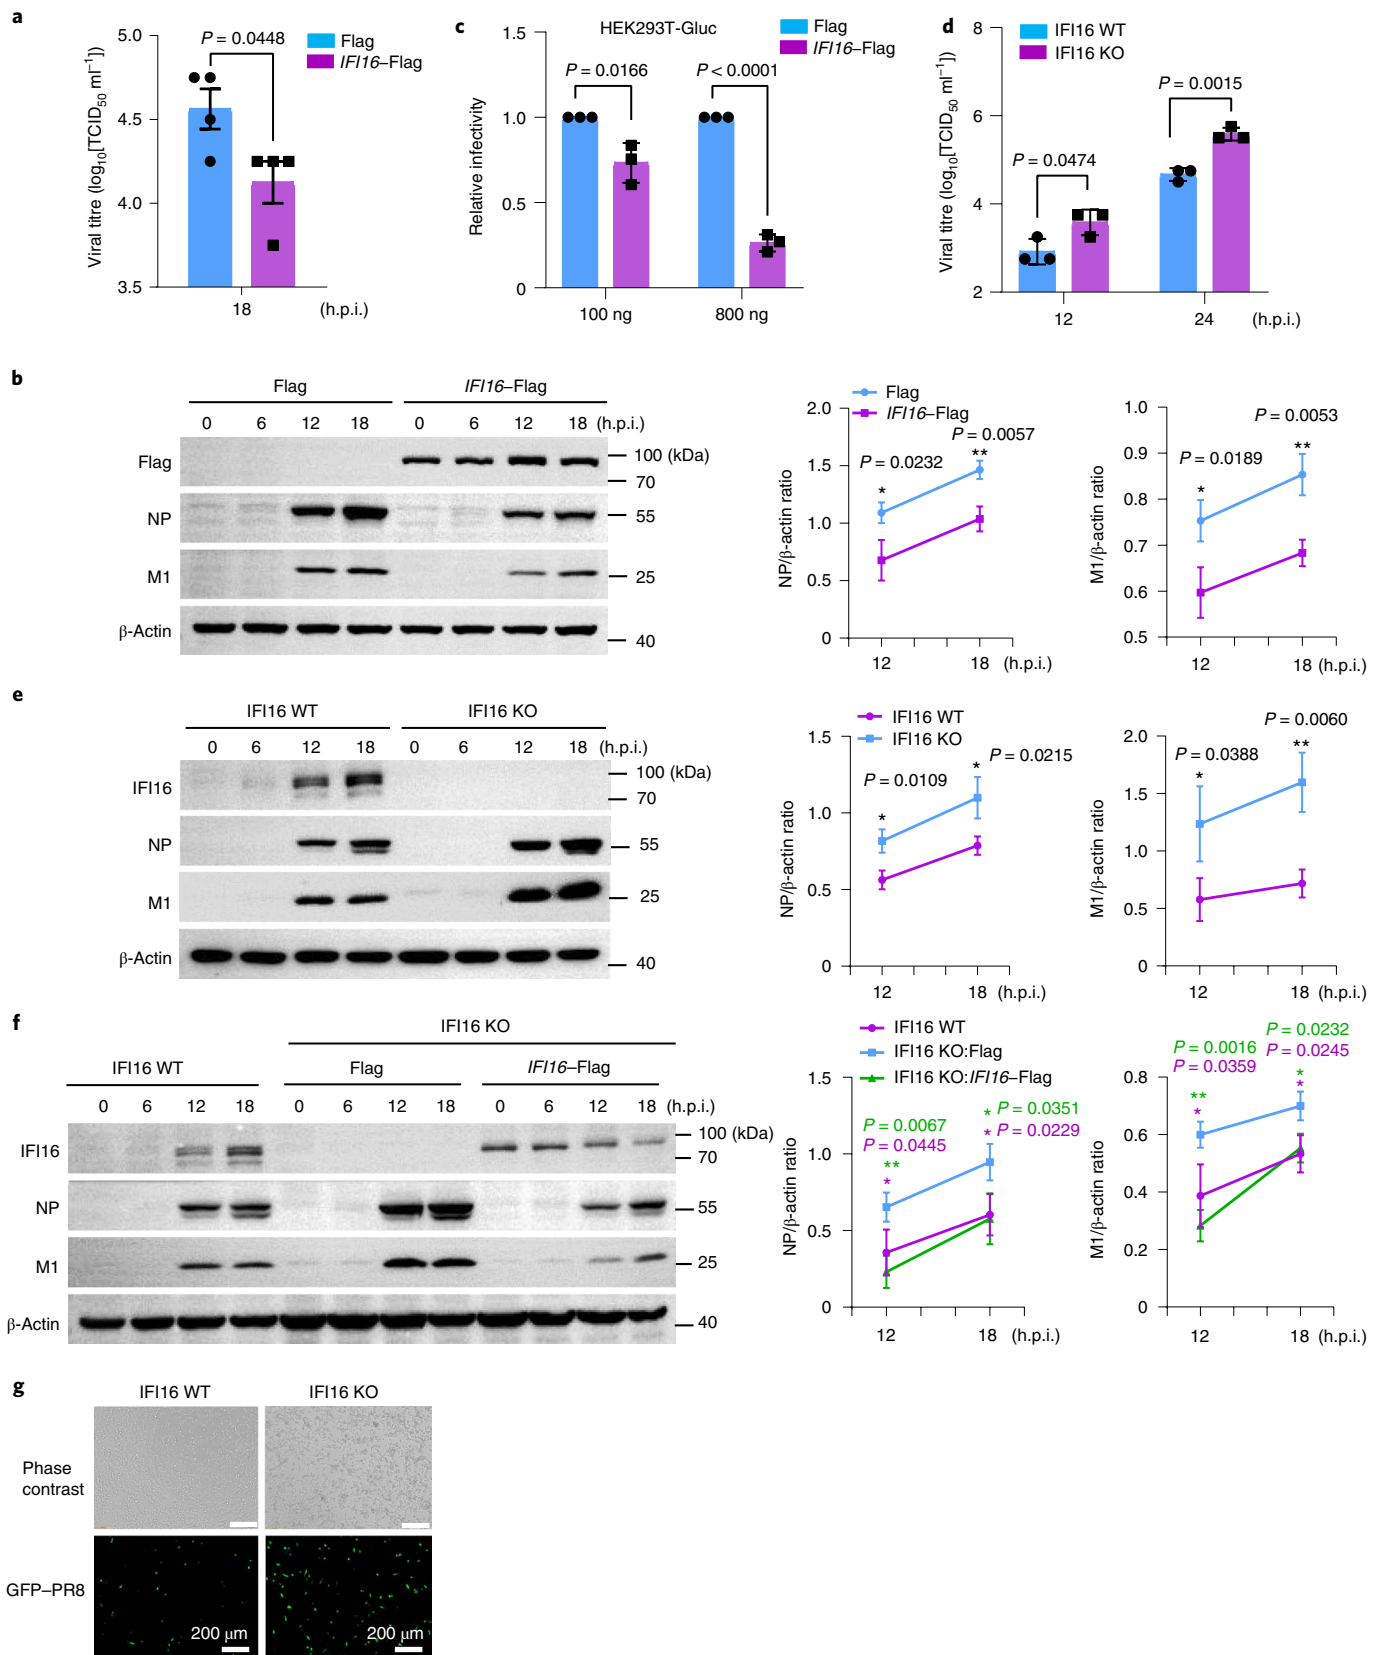 a
Viral titre (log10[TCID50 ml−1])
5.0
4.5
4.0
3.5
P = 0.0448
Flag
IFI16–Flag
18
(h.p.i.)
c
HEK293T-Gluc
Relative infectivity
1.5
1.0
0.5
0
P = 0.0166
P < 0.0001
Flag
IFI16–Flag
100 ng
800 ng
d
Viral titre (log10[TCID50 ml−1])
8
6
4
2
IFI16 WT
IFI16 KO
P = 0.0474
P = 0.0015
12
24
(h.p.i.)
b
Flag
IFI16–Flag
0 6 12 18 0 6 12 18 (h.p.i.)
Flag
100 (kDa)
70
NP
55
M1
25
β-Actin
40
Flag
IFI16–Flag
NP/β-actin ratio
2.0
1.5
1.0
0.5
0
P = 0.0232
*
P = 0.0057
**
12 18 (h.p.i.)
M1/β-actin ratio
1.0
0.9
0.8
0.7
0.6
0.5
P = 0.0189
*
P = 0.0053
**
12 18 (h.p.i.)
e
IFI16 WT
IFI16 KO
0 6 12 18 0 6 12 18 (h.p.i.)
IFI16
100 (kDa)
70
NP
55
M1
25
β-Actin
40
IFI16 WT
IFI16 KO
NP/β-actin ratio
1.5
1.0
0.5
0
P = 0.0109
*
P = 0.0215
*
12 18 (h.p.i.)
M1/β-actin ratio
2.0
1.5
1.0
0.5
0
P = 0.0388
*
P = 0.0060
**
12 18 (h.p.i.)
f
IFI16 KO
IFI16 WT
Flag
IFI16–Flag
0 6 12 18 0 6 12 18 0 6 12 18 (h.p.i.)
IFI16
100 (kDa)
70
NP
55
M1
25
β-Actin
40
IFI16 WT
IFI16 KO:Flag
IFI16 KO:IFI16–Flag
NP/β-actin ratio
1.5
1.0
0.5
0
P = 0.0067
P = 0.0445
**
*
* P = 0.0351
* P = 0.0229
12 18 (h.p.i.)
M1/β-actin ratio
0.8
0.6
0.4
0.2
0
P = 0.0016
P = 0.0359
**
*
P = 0.0232
P = 0.0245
*
*
12 18 (h.p.i.)
g
IFI16 WT
IFI16 KO
Phase
contrast
GFP–PR8
200 μm
200 μm